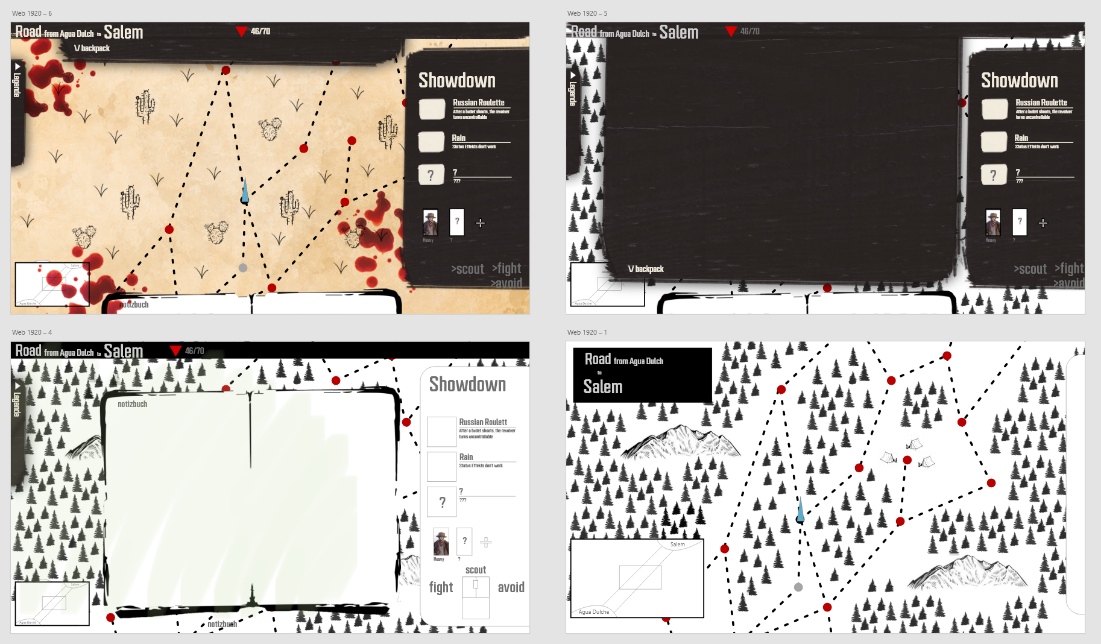 Web 1920 – 6
Road from Agua Dulch to Salem
46/70
backpack
Legende
Showdown
Russian Roulette
After a bullet shoots, the revolver
turns uncontrollable
Rain
Status Effects don't work
?
?
???
?
Henry
?
>scout
>fight
>avoid
notizbuch
Web 1920 – 5
Road from Agua Dulch to Salem
46/70
Legende
Showdown
Russian Roulette
After a bullet shoots, the revolver
turns uncontrollable
Rain
Status Effects don't work
?
?
???
?
Henry
?
>scout
>fight
>avoid
backpack
Web 1920 – 4
Road from Agua Dulch to Salem
46/70
Legende
notizbuch
Showdown
Russian Roulett
After a bullet shoots, the revolver
turns uncontrollable
Rain
Status Effects don't work
?
?
???
?
Henry
?
scout
fight
avoid
notizbuch
Web 1920 – 1
Road from Agua Dulch
to
Salem
Salem
Agua Dulche